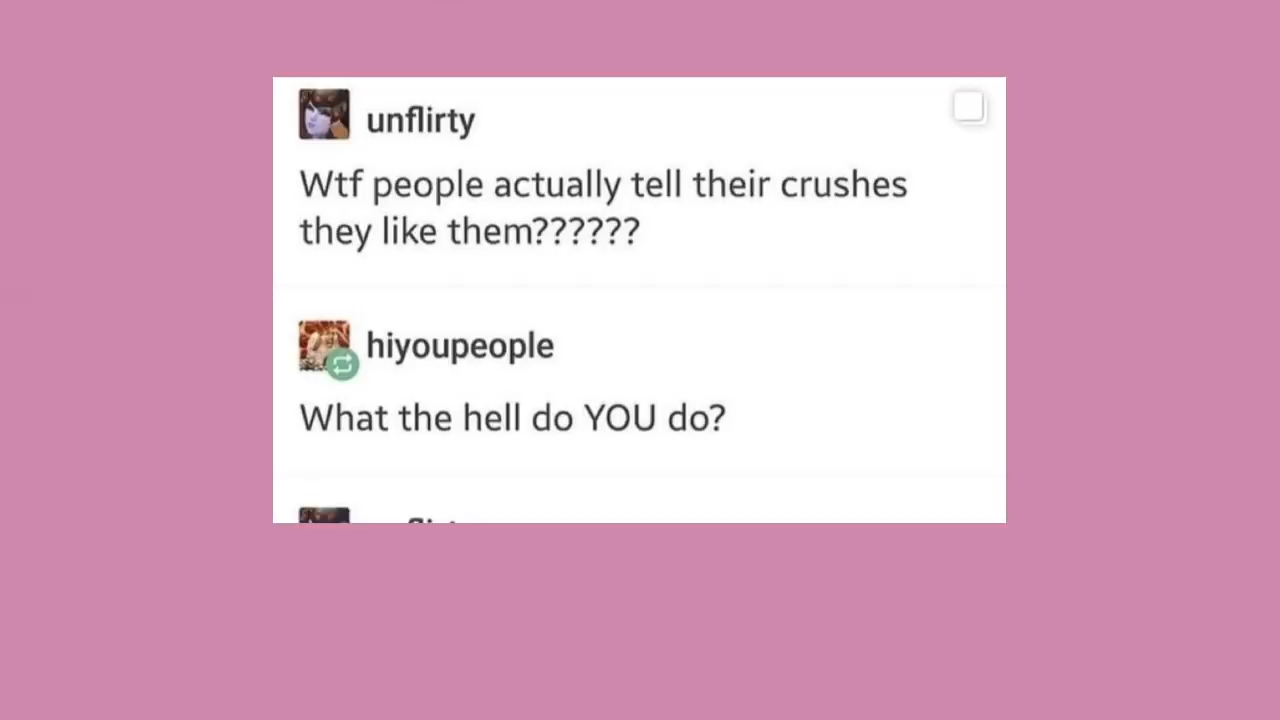 unflirty
Wtf people actually tell their crushes
they like them??????
hiyoupeople
What the hell do YOU do?